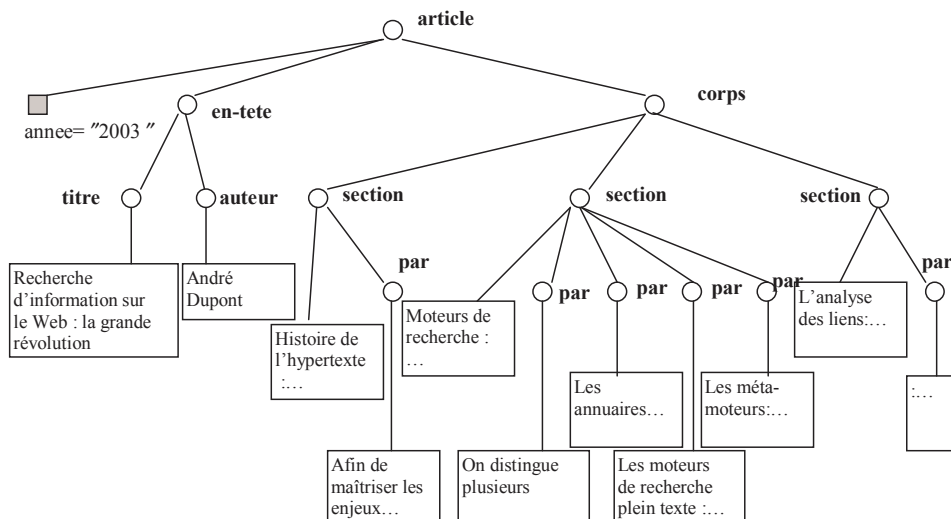 article
corps
en-tete
annee= "2003 "
titre
auteur
section
section
section
Recherche
d'information sur
le Web : la grande
révolution
André
Dupont
par
par
par
par
par
par
Histoire de
l'hypertexte
:…
Moteurs de
recherche :
…
L'analyse
des liens:…
Les
annuaires…
Les méta-
moteurs:…
:…
Afin de
maîtriser les
enjeux…
On distingue
plusieurs
Les moteurs
de recherche
plein texte :…